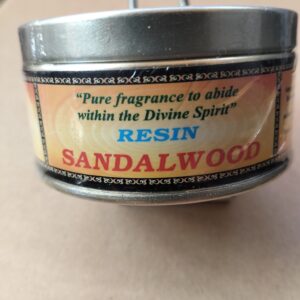 "Pure fragrance to abide
within the Divine Spirit"
RESIN
SANDALWOOD